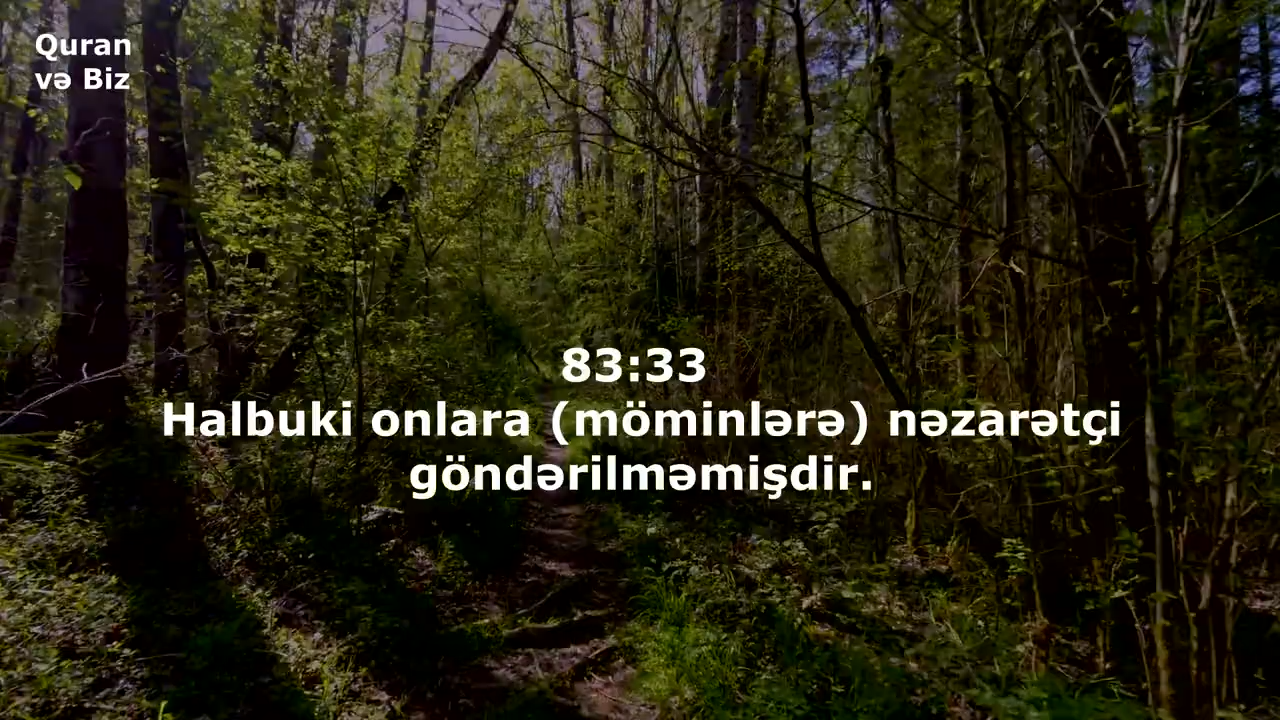 Quran
və Biz
83:33
Halbuki onlara (möminlərə) nəzarətçi
göndərilməmişdir.